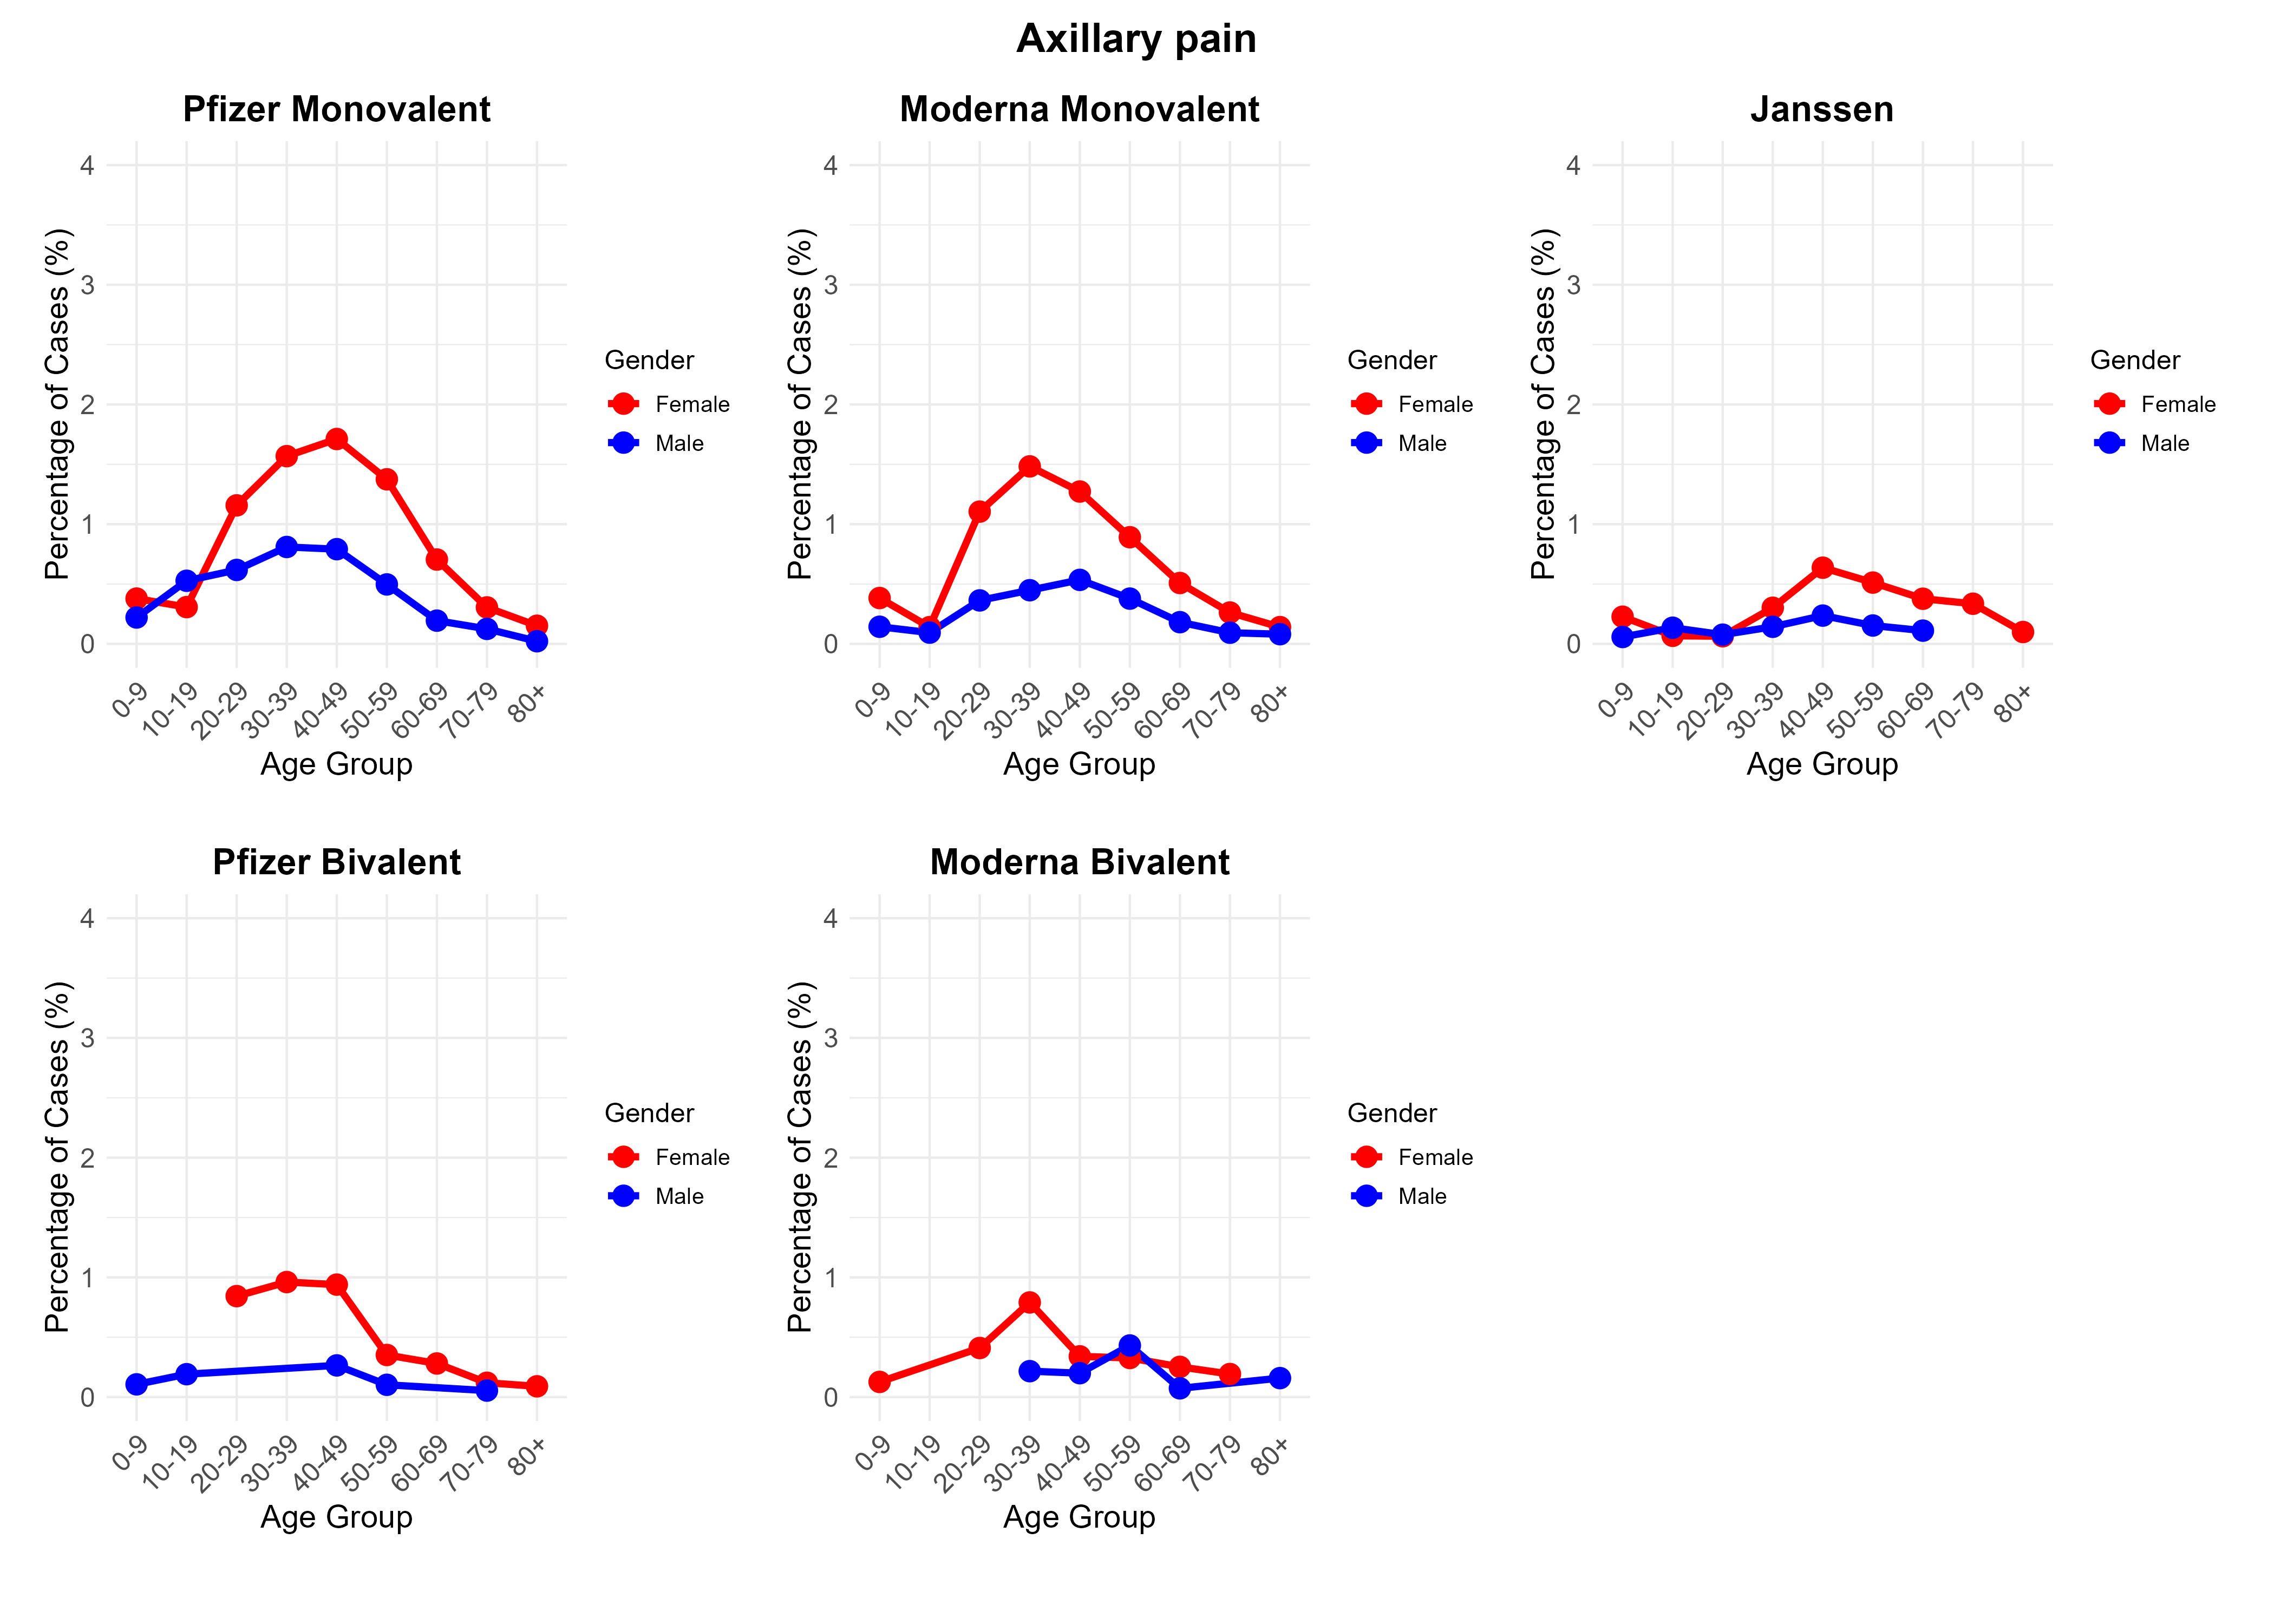 Axillary pain
Pfizer Monovalent
Percentage of Cases (%)
4
3
2
1
0
0-9
10-19
20-29
30-39
40-49
50-59
60-69
70-79
80+
Age Group
Gender
Female
Male
Moderna Monovalent
Percentage of Cases (%)
4
3
2
1
0
0-9
10-19
20-29
30-39
40-49
50-59
60-69
70-79
80+
Age Group
Gender
Female
Male
Janssen
Percentage of Cases (%)
4
3
2
1
0
0-9
10-19
20-29
30-39
40-49
50-59
60-69
70-79
80+
Age Group
Gender
Female
Male
Pfizer Bivalent
Percentage of Cases (%)
4
3
2
1
0
0-9
10-19
20-29
30-39
40-49
50-59
60-69
70-79
80+
Age Group
Gender
Female
Male
Moderna Bivalent
Percentage of Cases (%)
4
3
2
1
0
0-9
10-19
20-29
30-39
40-49
50-59
60-69
70-79
80+
Age Group
Gender
Female
Male